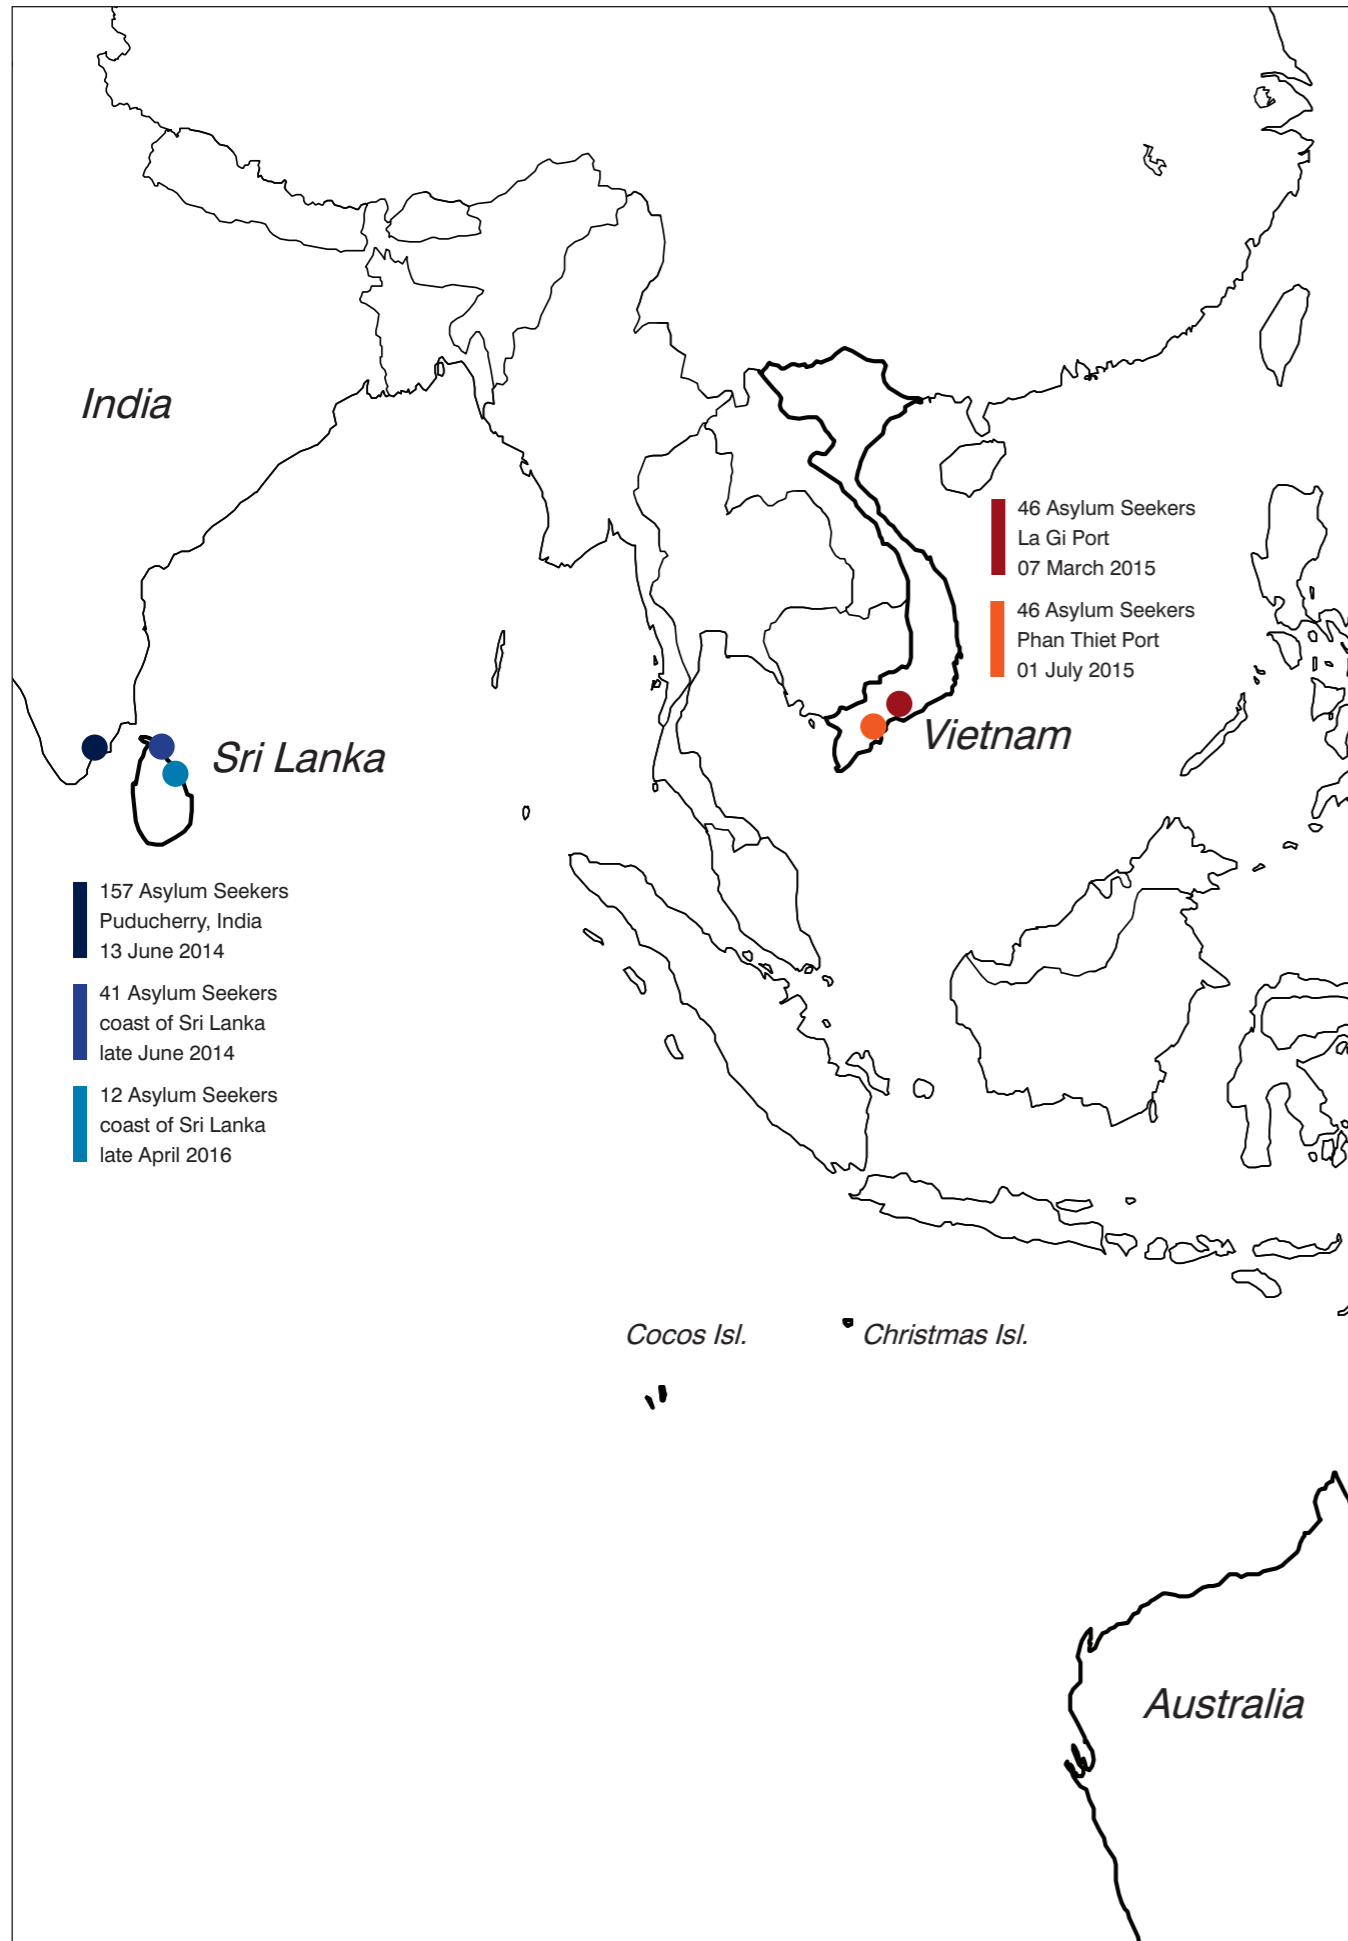 India
46 Asylum Seekers
La Gi Port
07 March 2015
46 Asylum Seekers
Phan Thiet Port
01 July 2015
Vietnam
Sri Lanka
157 Asylum Seekers
Puducherry, India
13 June 2014
41 Asylum Seekers
coast of Sri Lanka
late June 2014
12 Asylum Seekers
coast of Sri Lanka
late April 2016
Cocos Isl.
Christmas Isl.
Australia